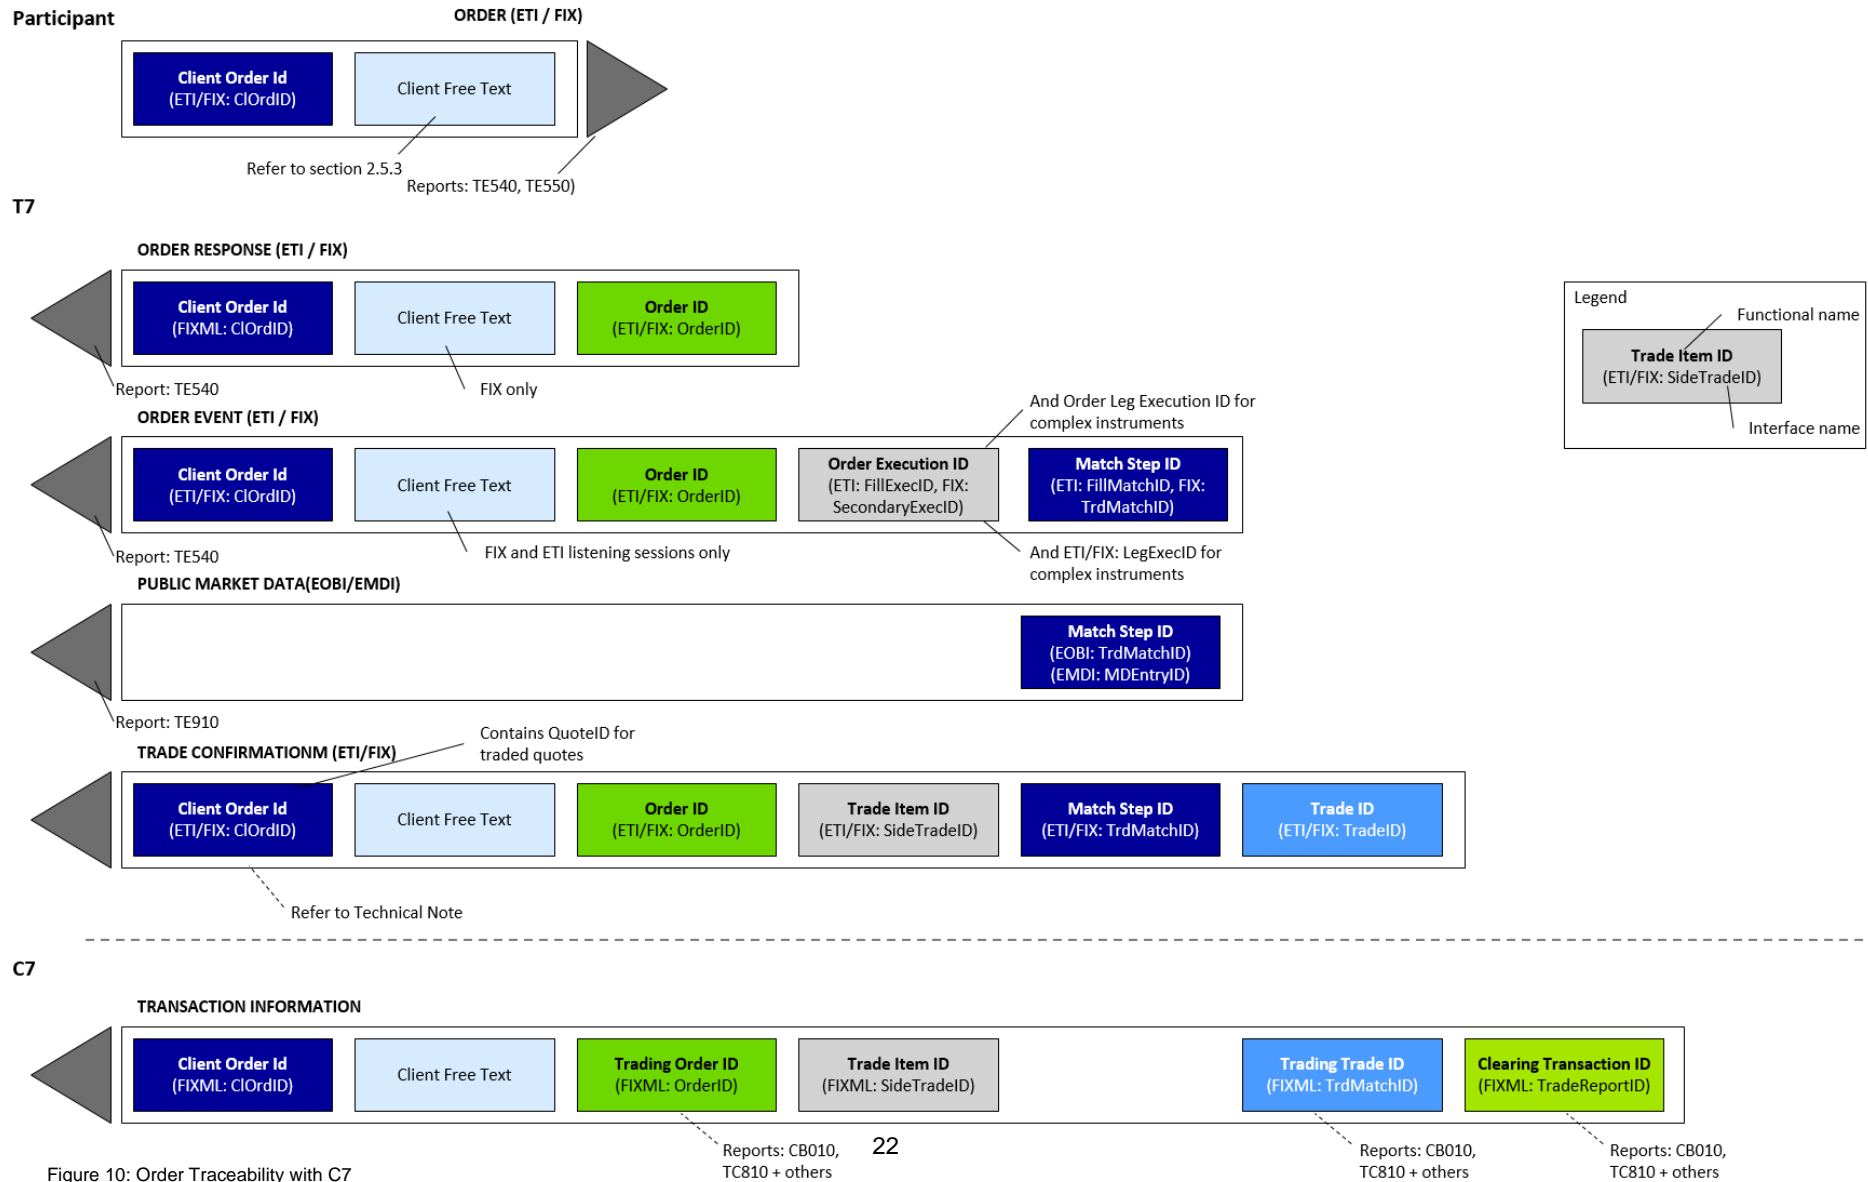 Participant
ORDER (ETI / FIX)
Client Order Id
(ETI/FIX: ClOrdID)
Client Free Text
Refer to section 2.5.3
Reports: TE540, TE550)
T7
ORDER RESPONSE (ETI / FIX)
Client Order Id
(FIXML: ClOrdID)
Client Free Text
Order ID
(ETI/FIX: OrderID)
Report: TE540
FIX only
Legend
Functional name
Trade Item ID
(ETI/FIX: SideTradeID)
Interface name
ORDER EVENT (ETI / FIX)
And Order Leg Execution ID for
complex instruments
Client Order Id
(ETI/FIX: ClOrdID)
Client Free Text
Order ID
(ETI/FIX: OrderID)
Order Execution ID
(ETI: FillExecID, FIX:
SecondaryExecID)
Match Step ID
(ETI: FillMatchID, FIX:
TrdMatchID)
Report: TE540
FIX and ETI listening sessions only
And ETI/FIX: LegExecID for
complex instruments
PUBLIC MARKET DATA(EOBI/EMDI)
Match Step ID
(EOBI: TrdMatchID)
(EMDI: MDEntryID)
Report: TE910
Contains QuoteID for
traded quotes
TRADE CONFIRMATIONM (ETI/FIX)
Client Order Id
(ETI/FIX: ClOrdID)
Client Free Text
Order ID
(ETI/FIX: OrderID)
Trade Item ID
(ETI/FIX: SideTradeID)
Match Step ID
(ETI/FIX: TrdMatchID)
Trade ID
(ETI/FIX: TradeID)
Refer to Technical Note
C7
TRANSACTION INFORMATION
Client Order Id
(FIXML: ClOrdID)
Client Free Text
Trading Order ID
(FIXML: OrderID)
Trade Item ID
(FIXML: SideTradeID)
Trading Trade ID
(FIXML: TrdMatchID)
Clearing Transaction ID
(FIXML: TradeReportID)
Reports: CB010,
TC810 + others
Reports: CB010,
TC810 + others
Reports: CB010,
TC810 + others
22
Figure 10: Order Traceability with C7